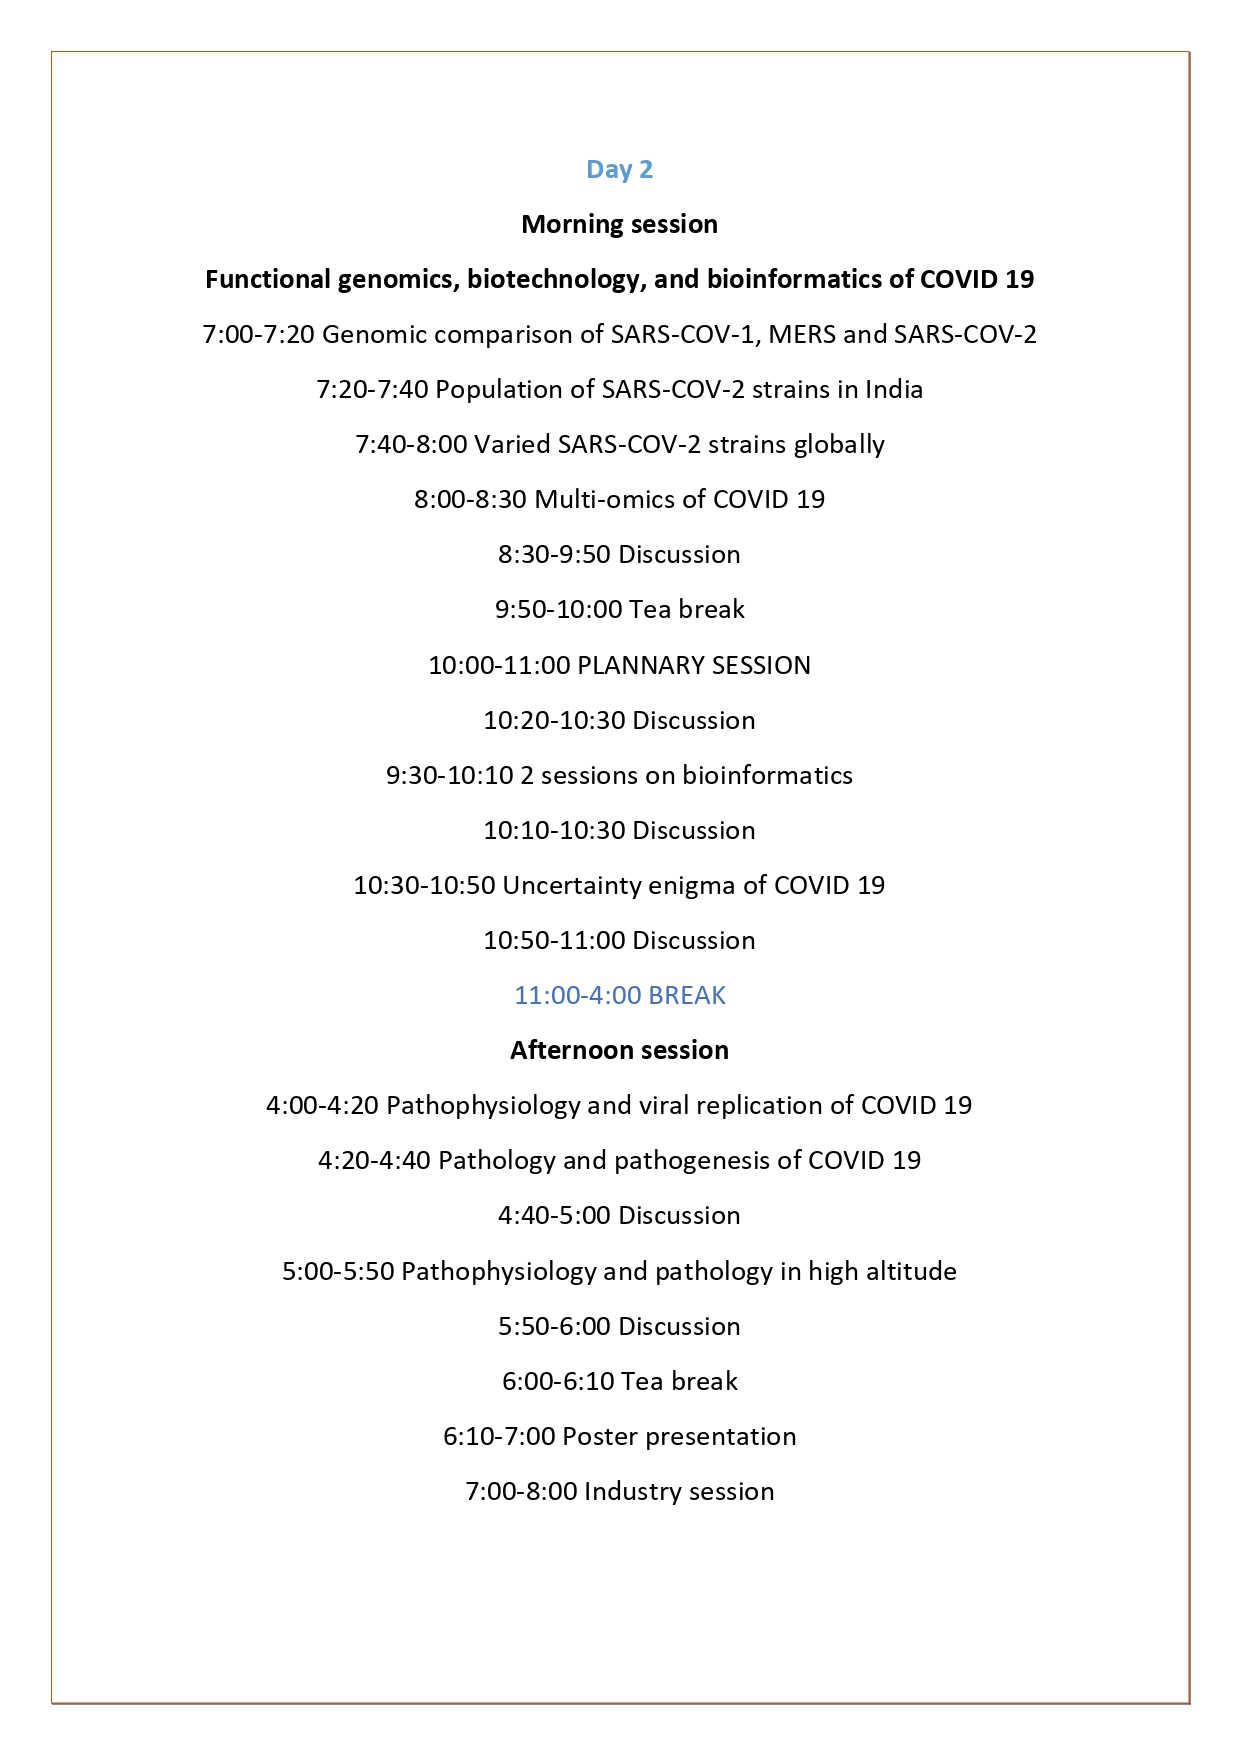 Day 2
Morning session
Functional genomics, biotechnology, and bioinformatics of COVID 19
7:00-7:20 Genomic comparison of SARS-COV-1, MERS and SARS-COV-2
7:20-7:40 Population of SARS-COV-2 strains in India
7:40-8:00 Varied SARS-COV-2 strains globally
8:00-8:30 Multi-omics of COVID 19
8:30-9:50 Discussion
9:50-10:00 Tea break
10:00-11:00 PLANNARY SESSION
10:20-10:30 Discussion
9:30-10:10 2 sessions on bioinformatics
10:10-10:30 Discussion
10:30-10:50 Uncertainty enigma of COVID 19
10:50-11:00 Discussion
11:00-4:00 BREAK
Afternoon session
4:00-4:20 Pathophysiology and viral replication of COVID 19
4:20-4:40 Pathology and pathogenesis of COVID 19
4:40-5:00 Discussion
5:00-5:50 Pathophysiology and pathology in high altitude
5:50-6:00 Discussion
6:00-6:10 Tea break
6:10-7:00 Poster presentation
7:00-8:00 Industry session